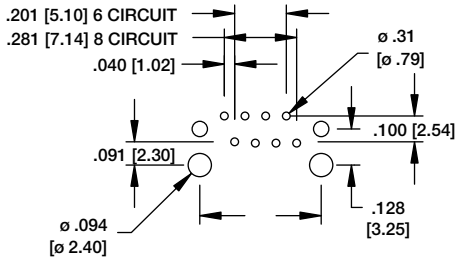 .201 [5.10] 6 CIRCUIT
.281 [7.14] 8 CIRCUIT
.040 [1.02]
ø .31
[ø .79]
.100 [2.54]
.091 [2.30]
.128
[3.25]
ø .094
[ø 2.40]